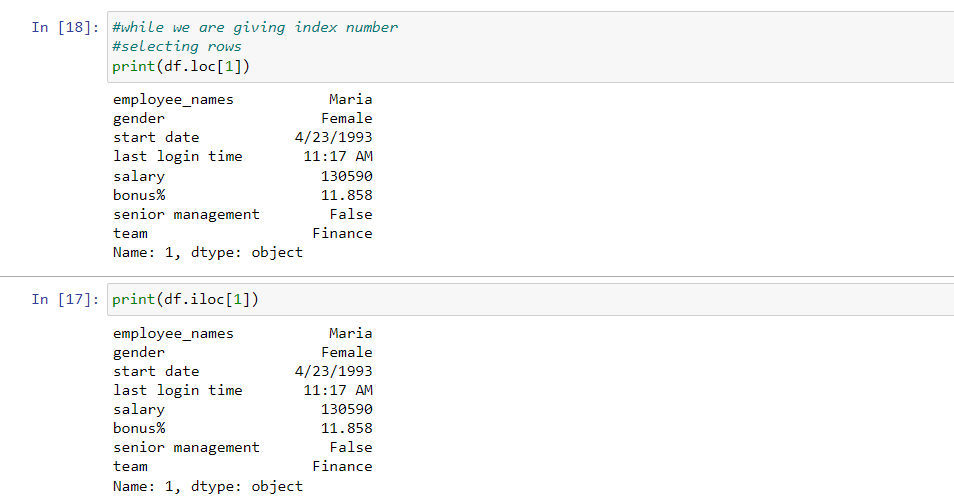 In [18]: #while we are giving index number
#selecting rows
print(df.loc[1])
employee_names Maria
gender Female
start date 4/23/1993
last login time 11:17 AM
salary 130590
bonus% 11.858
senior management False
team Finance
Name: 1, dtype: object
In [17]: print(df.iloc[1])
employee_names Maria
gender Female
start date 4/23/1993
last login time 11:17 AM
salary 130590
bonus% 11.858
senior management False
team Finance
Name: 1, dtype: object